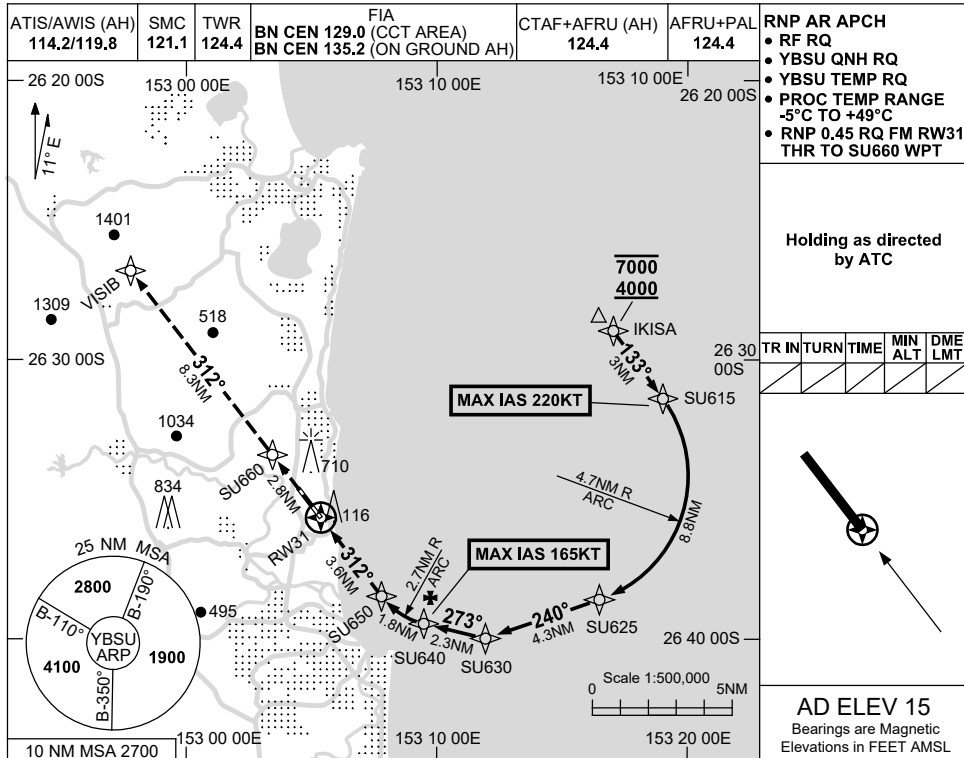 ATIS/AWIS (AH)
114.2/119.8
SMC
121.1
TWR
124.4
FIA
BN CEN 129.0 (CCT AREA)
BN CEN 135.2 (ON GROUND AH)
CTAF+AFRU (AH)
124.4
AFRU+PAL
124.4
RNP AR APCH
• RF RQ
• YBSU QNH RQ
• YBSU TEMP RQ
• PROC TEMP RANGE
-5°C TO +49°C
• RNP 0.45 RQ FM RW31
THR TO SU660 WPT
Holding as directed
by ATC
TR IN
TURN
TIME
MIN
ALT
DME
LMT
26 20 00S
153 00 00E
153 10 00E
26 20 00S
11° E
1401
VISIB
1309
518
7000
4000
IKISA
26 30 00S
26 30
00S
133°
3NM
312°
8.3NM
MAX IAS 220KT
SU615
1034
SU660
710
4.7NM R
ARC
834
2.8NM
116
8.8NM
RW31
MAX IAS 165KT
25 NM MSA
312°
3.6NM
2.7NM R
ARC
2800
B-190°
B-110°
495
SU650
1.8NM
273°
240°
SU625
YBSU
ARP
4100
1900
SU640
2.3NM
SU630
4.3NM
26 40 00S
B-350°
Scale 1:500,000
0
5NM
10 NM MSA 2700
153 00 00E
153 10 00E
153 20 00E
AD ELEV 15
Bearings are Magnetic
Elevations in FEET AMSL